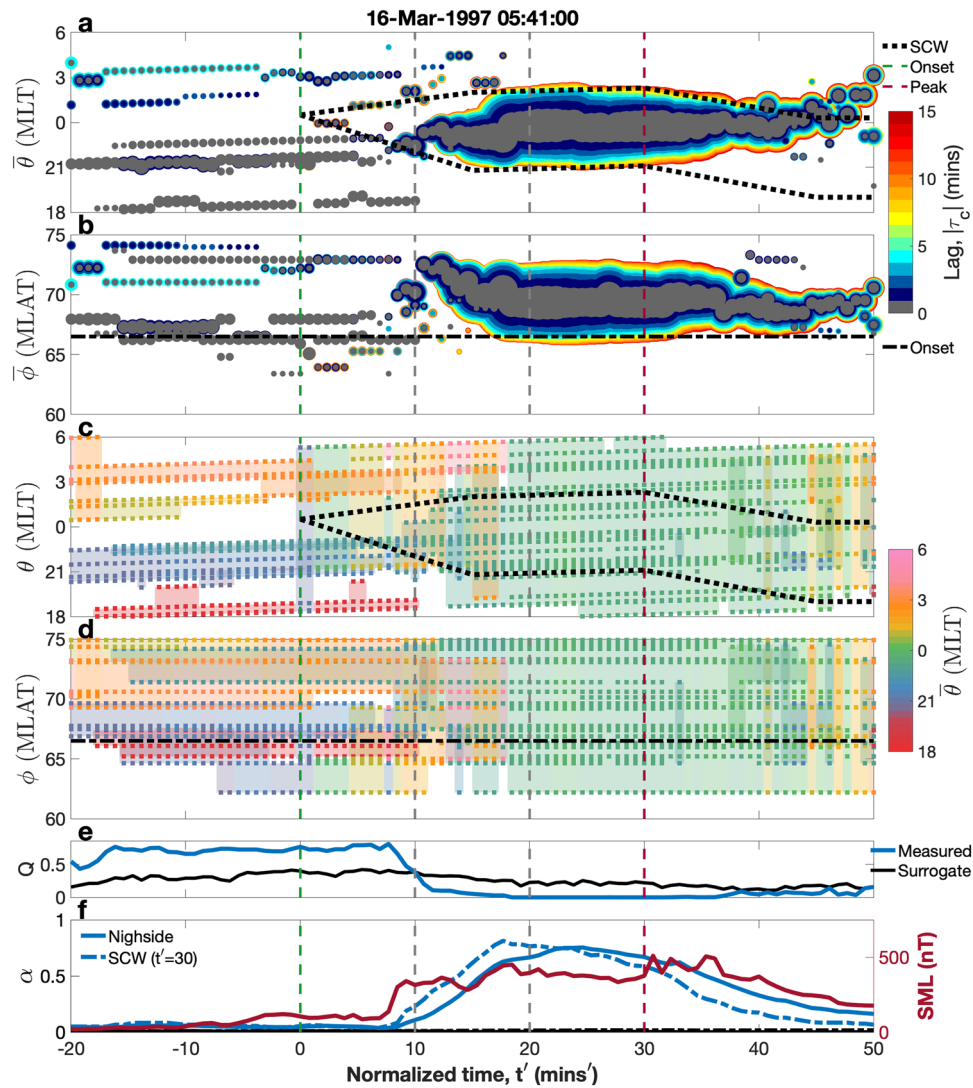 16-Mar-1997 05:41:00
a
6
3
0
21
18
θ̅ (MLT)
SCW
Onset
Peak
15
10
5
0
Lag, |τc| (mins)
b
75
70
65
60
ϕ̅ (MLAT)
Onset
c
6
3
0
21
18
θ (MLT)
d
75
70
65
60
ϕ (MLAT)
6
3
0
21
18
θ̅ (MLT)
e
0.5
0
Q
Measured
Surrogate
f
1
0.5
0
α
Nighside
SCW (t′=30)
500
0
SML (nT)
-20 -10 0 10 20 30 40 50
Normalized time, t′ (mins′)